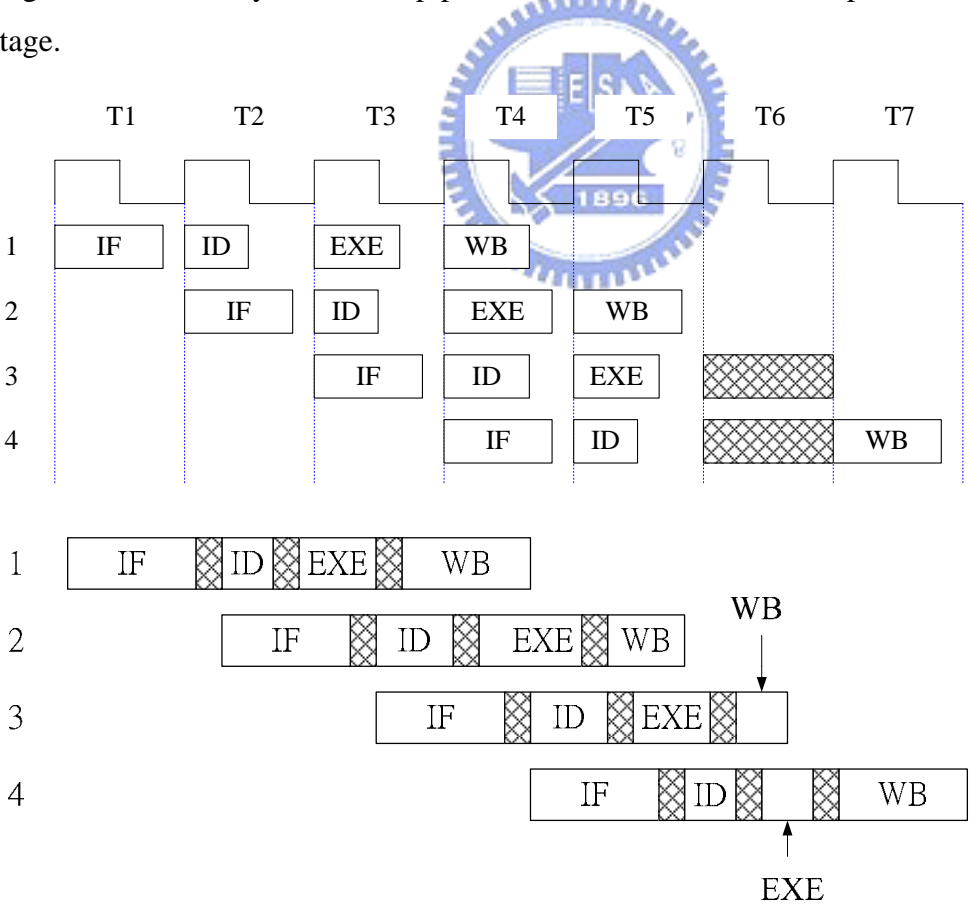 tage.
T1 T2 T3 T4 T5 T6 T7
1 IF ID EXE WB
2 IF ID EXE WB
3 IF ID EXE
4 IF ID WB
1896
1 IF ID EXE WB
2 IF ID EXE WB
WB
3 IF ID EXE
4 IF ID WB
EXE